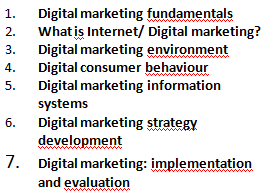 1. Digital marketing fundamentals
2. What is Internet/ Digital marketing?
3. Digital marketing environment
4. Digital consumer behaviour
5. Digital marketing information
systems
6. Digital marketing strategy
development
7. Digital marketing: implementation
and evaluation